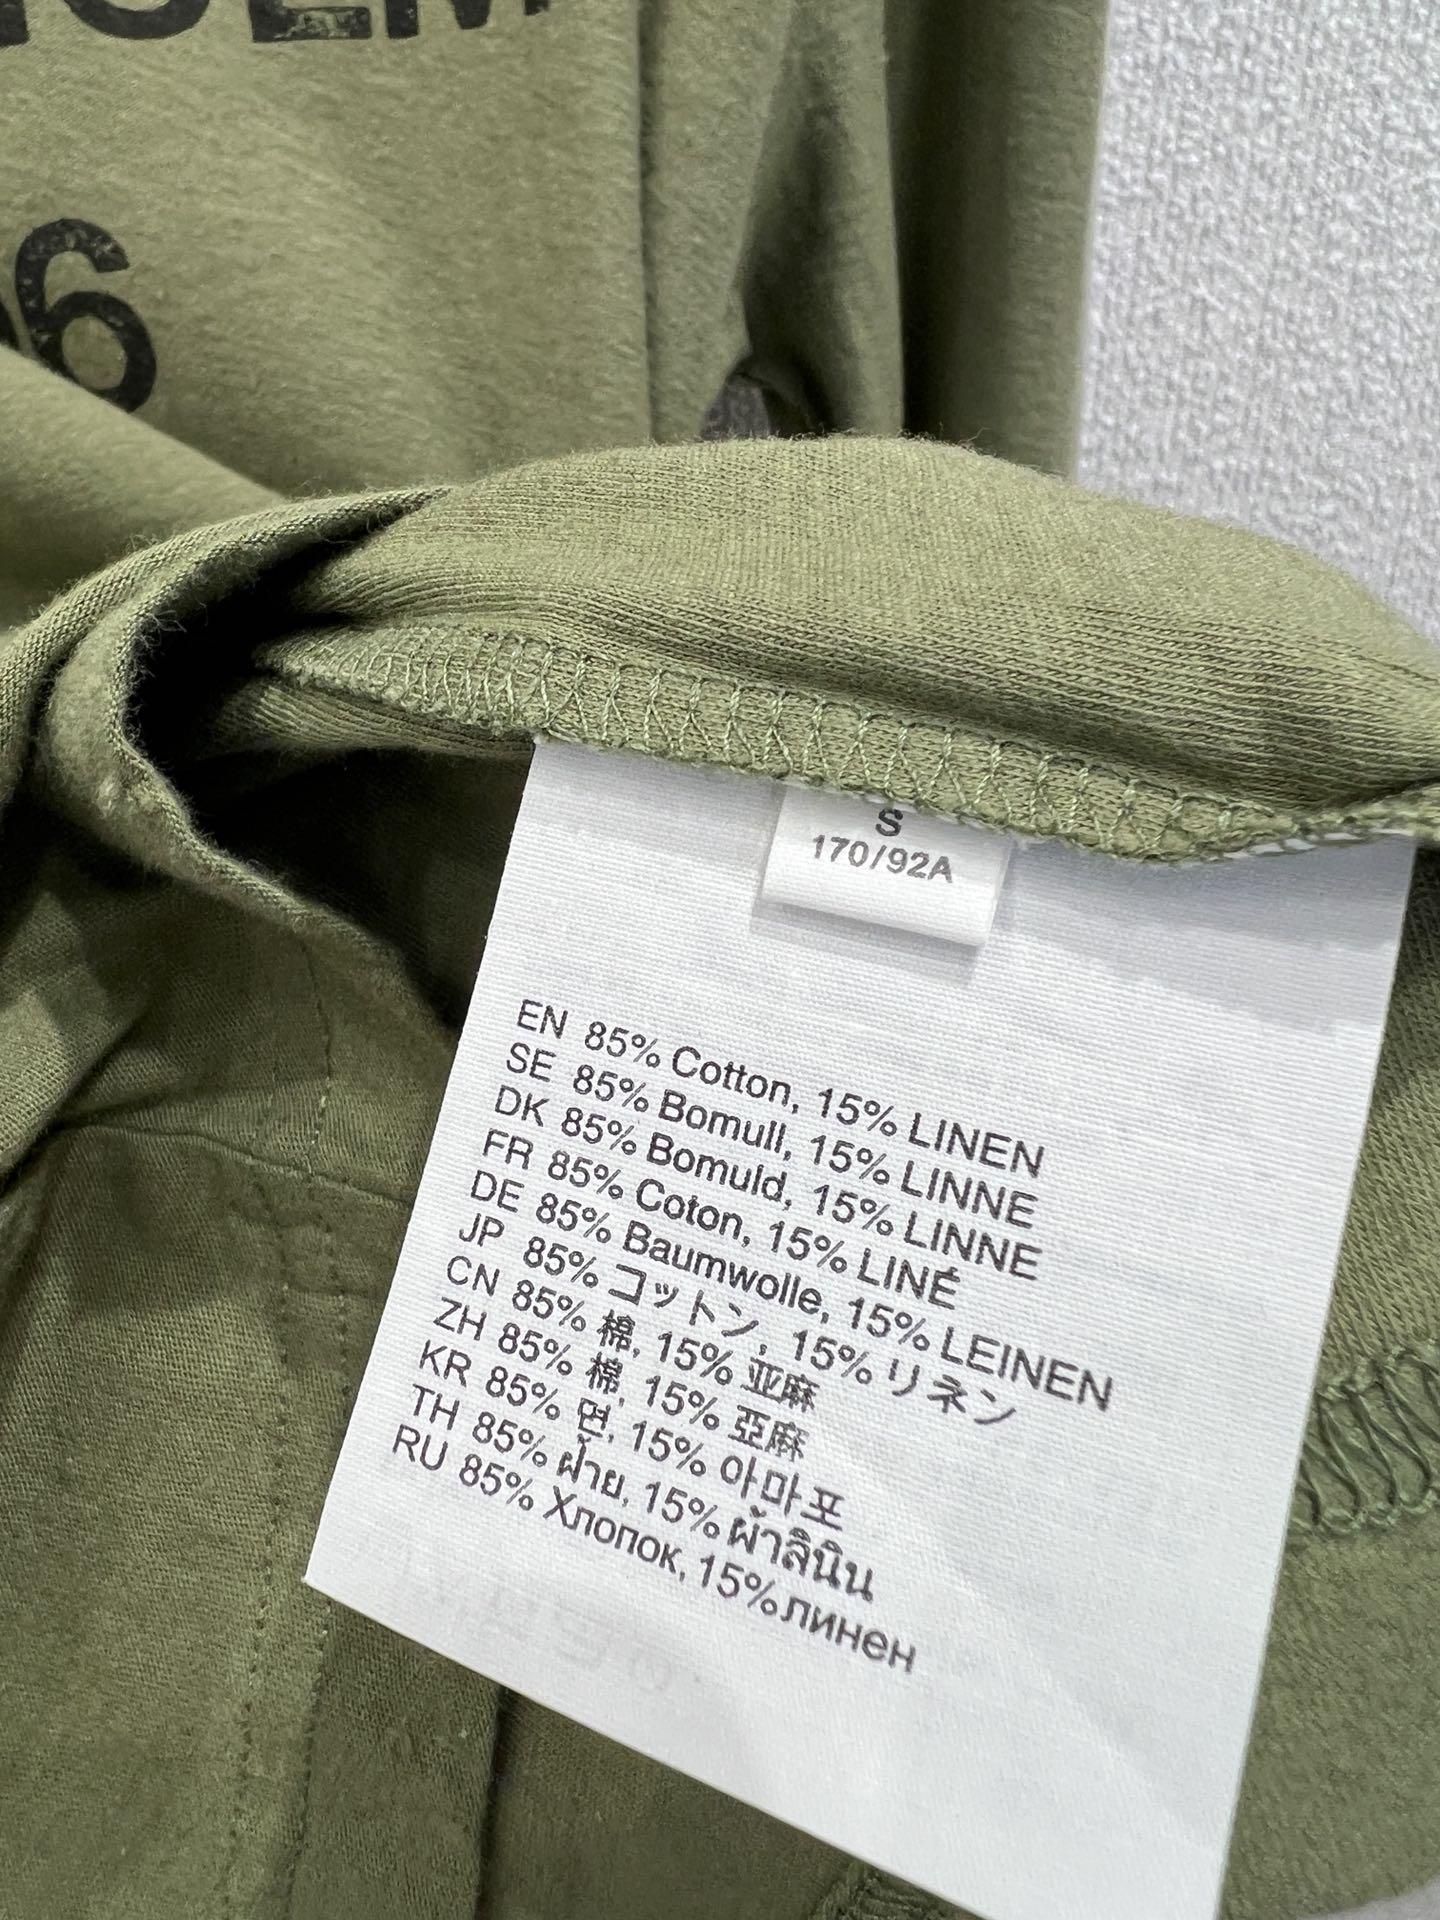 96
S
170/92A
EN 85% Cotton, 15% LINEN
SE 85% Bomull, 15% LINNE
DK 85% Bomuld, 15% LINNE
FR 85% Coton, 15% LINÉ
DE 85% Baumwolle, 15% LEINEN
JP 85% コットン, 15% リネン
CN 85% 棉, 15% 亚麻
ZH 85% 棉, 15% 亞麻
KR 85% 면, 15% 아마포
TH 85% ฝ้าย, 15% ผ้าลินิน
RU 85% Хлопок, 15% линен